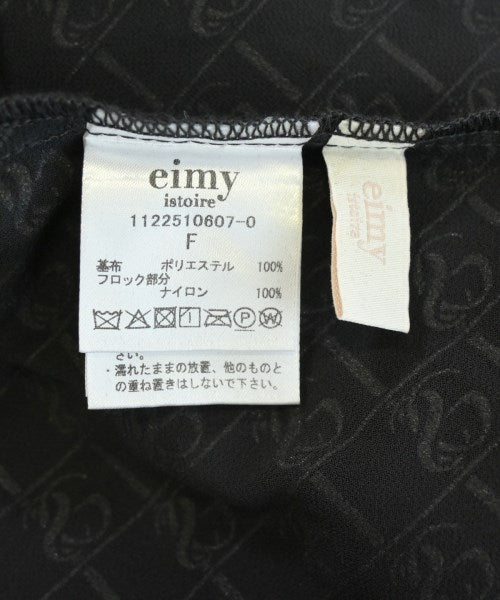 eimy
istoire
1122510607-0
F
基布 ポリエステル 100%
フロック部分
ナイロン 100%
P W
さい。
・濡れたままの放置、他のものと
の重ね置きはしないで下さい。
eimy
istoire